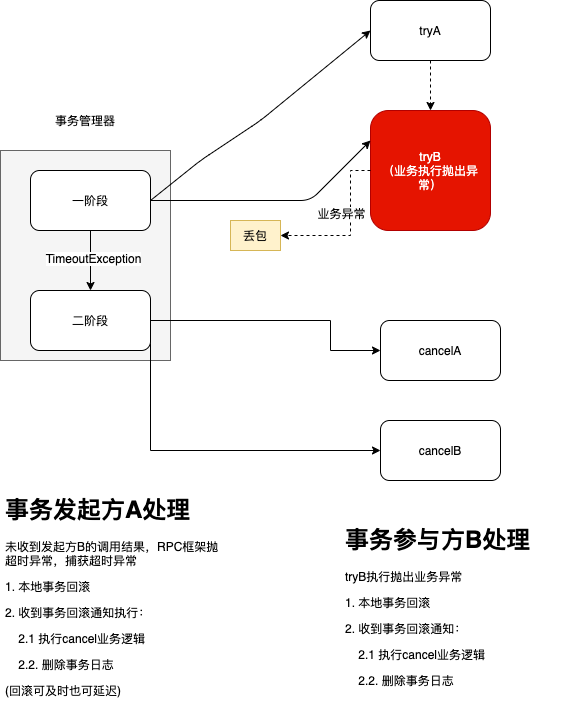 tryA
事务管理器
tryB
(业务执行抛出异
常)
一阶段
业务异常
丢包
TimeoutException
二阶段
cancelA
cancelB
事务发起方A处理
未收到发起方B的调用结果，RPC框架抛
超时异常，捕获超时异常
1. 本地事务回滚
2. 收到事务回滚通知执行：
2.1 执行cancel业务逻辑
2.2. 删除事务日志
(回滚可及时也可延迟)
事务参与方B处理
tryB执行抛出业务异常
1. 本地事务回滚
2. 收到事务回滚通知：
2.1 执行cancel业务逻辑
2.2. 删除事务日志